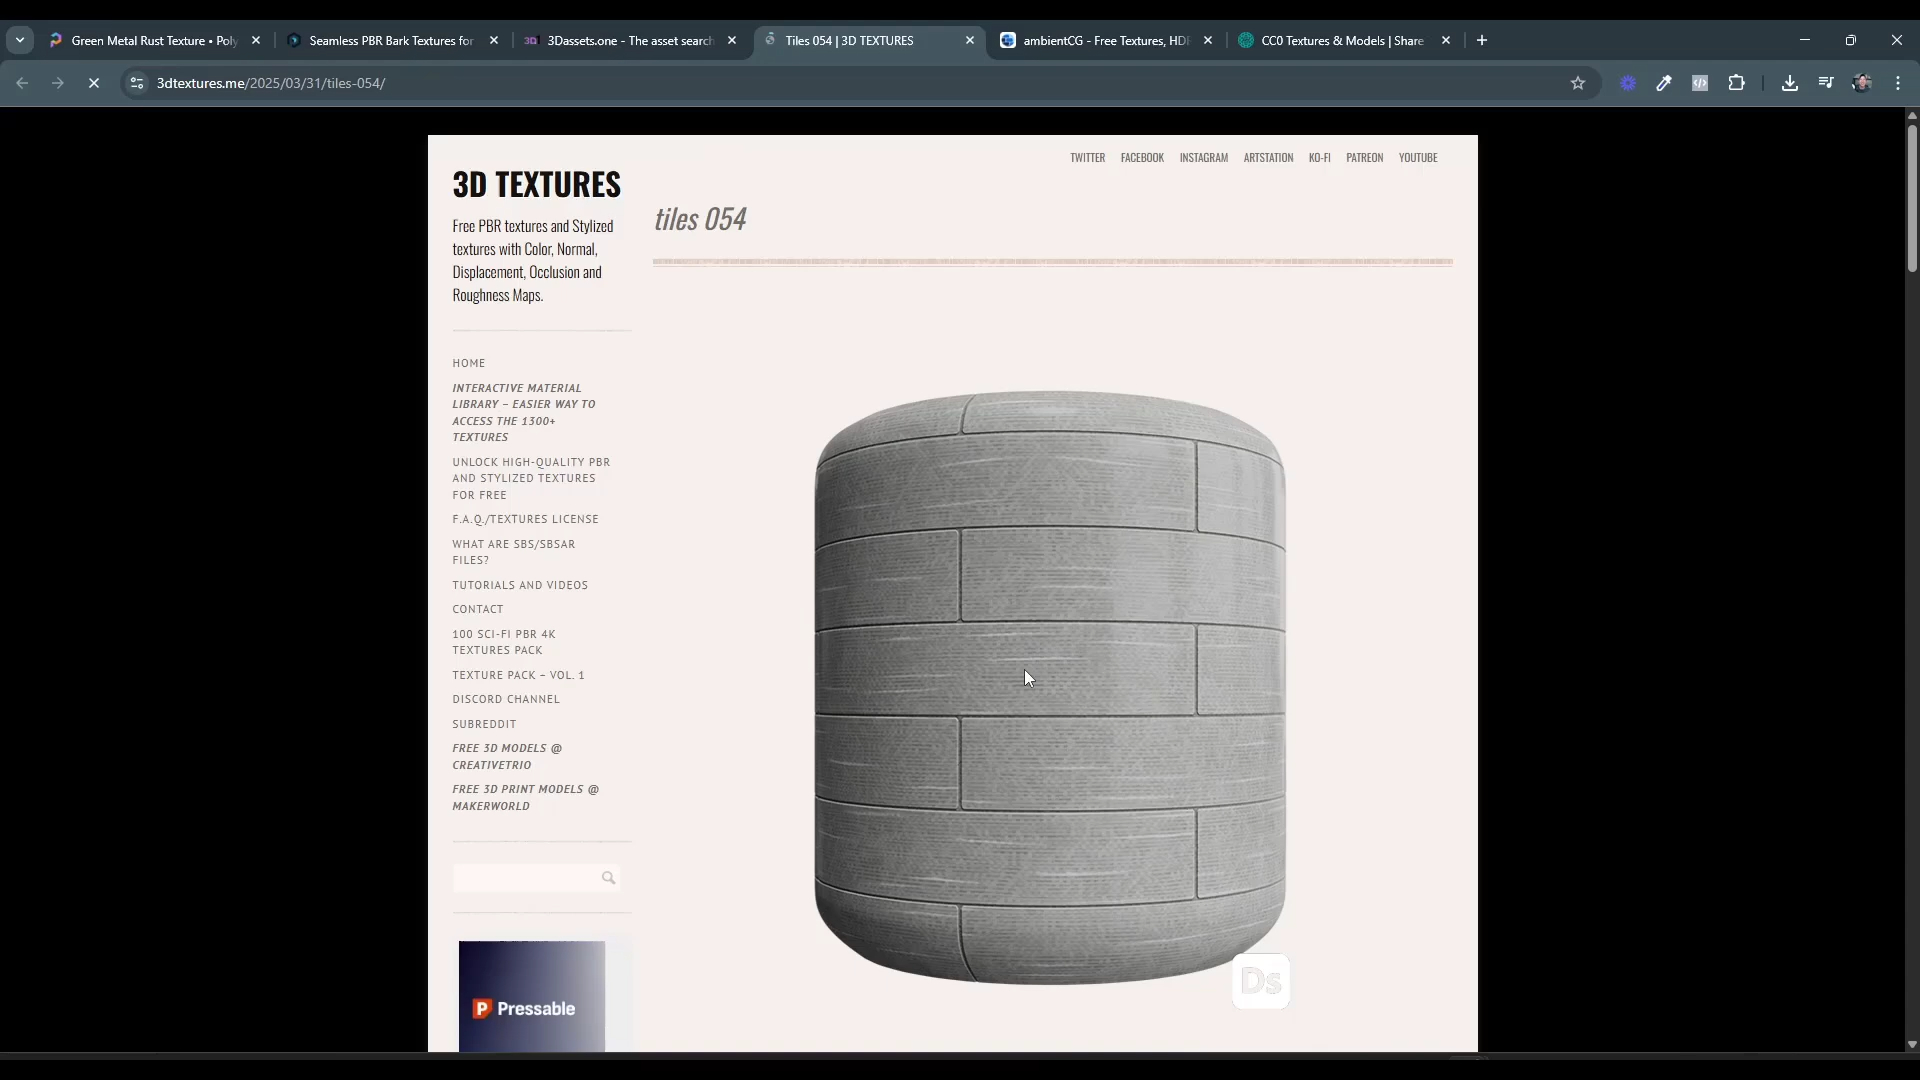 Green Metal Rust Texture • Poly
Seamless PBR Bark Textures for
3D 3Dassets.one - The asset search
Tiles 054 | 3D TEXTURES
ambientCG - Free Textures, HDR
CC0 Textures & Models | Share
3dtextures.me/2025/03/31/tiles-054/
TWITTER FACEBOOK INSTAGRAM ARTSTATION KO-FI PATREON YOUTUBE
3D TEXTURES
Free PBR textures and Stylized
textures with Color, Normal,
Displacement, Occlusion and
Roughness Maps.
tiles 054
HOME
INTERACTIVE MATERIAL
LIBRARY – EASIER WAY TO
ACCESS THE 1300+
TEXTURES
UNLOCK HIGH-QUALITY PBR
AND STYLIZED TEXTURES
FOR FREE
F.A.Q./TEXTURES LICENSE
WHAT ARE SBS/SBSAR
FILES?
TUTORIALS AND VIDEOS
CONTACT
100 SCI-FI PBR 4K
TEXTURES PACK
TEXTURE PACK – VOL. 1
DISCORD CHANNEL
SUBREDDIT
FREE 3D MODELS @
CREATIVETRIO
FREE 3D PRINT MODELS @
MAKERWORLD
P Pressable
Ds